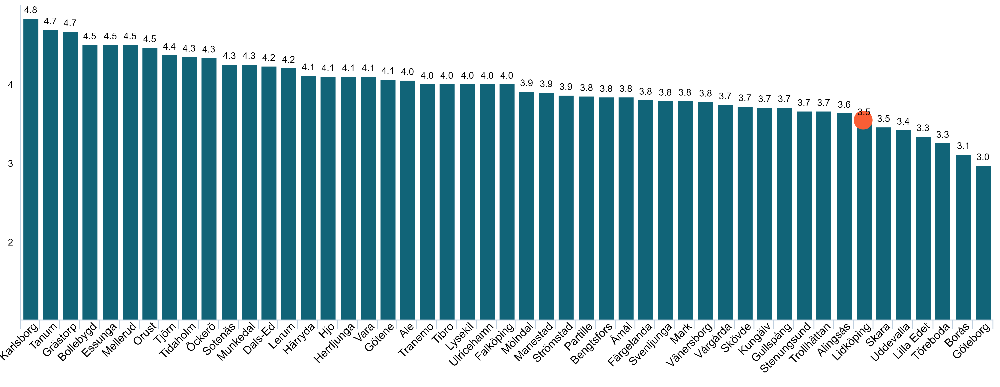 4.8 4.7 4.7 4.5 4.5 4.5 4.5 4.4 4.3 4.3 4.3 4.3 4.2 4.2 4.1 4.1 4.1 4.1 4.1 4.0 4.0 4.0 4.0 4.0 4.0 3.9 3.9 3.9 3.8 3.8 3.8 3.8 3.8 3.8 3.8 3.7 3.7 3.7 3.7 3.7 3.7 3.6 3.5 3.5 3.4 3.3 3.3 3.1 3.0
4
3
2
Karlsborg Tanum Grästorp Bollebygd Essunga Mellerud Orust Tjörn Tidaholm Öckerö Sotenäs Munkedal Dals-Ed Lerum Härryda Hjo Herrljunga Vara Götene Ale Tranemo Tibro Lysekil Ulricehamn Falköping Mölndal Mariestad Strömstad Partille Bengtsfors Åmål Färgelanda Svenljunga Mark Vänersborg Vårgårda Skövde Kungälv Gullspång Stenungsund Trollhättan Alingsås Lidköping Skara Uddevalla Lilla Edet Töreboda Borås Göteborg